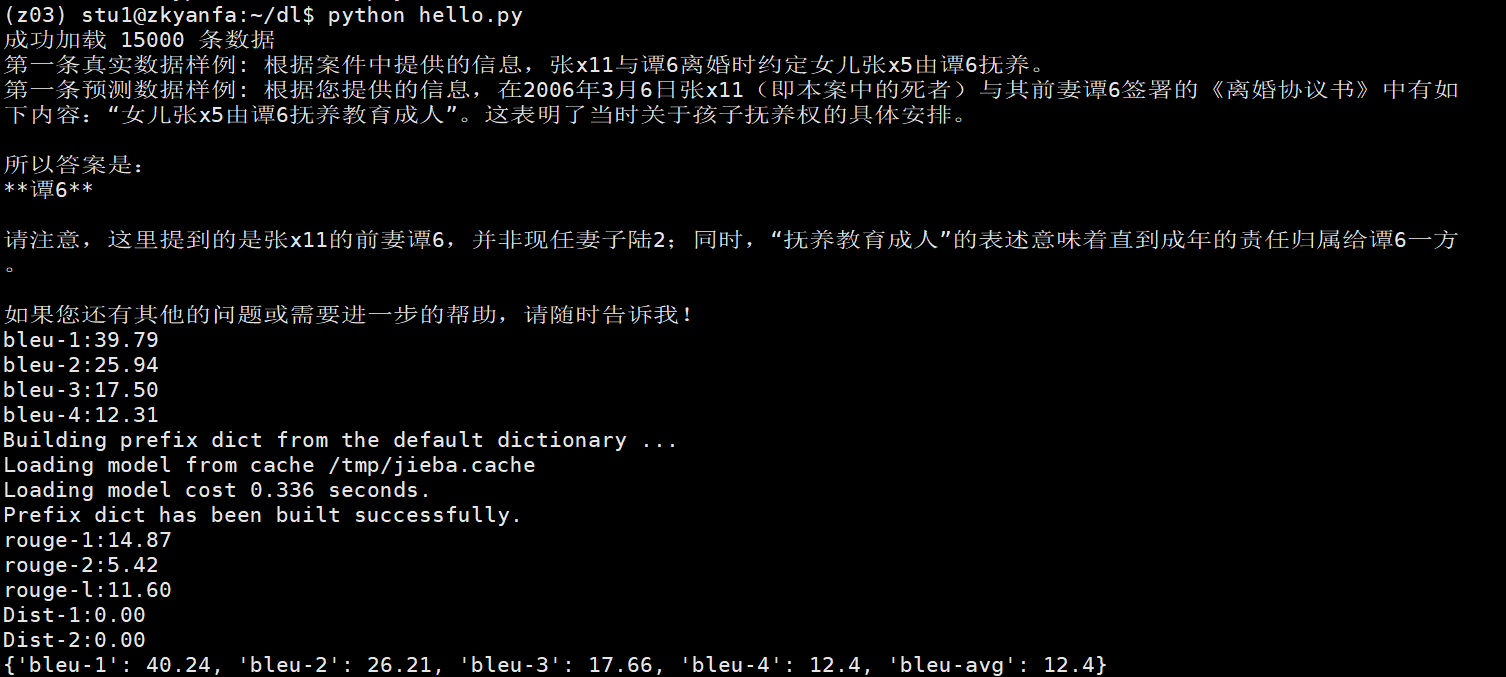 (z03) stu1@zkyanfa:~/dl$ python hello.py
成功加载 15000 条数据
第一条真实数据样例: 根据案件中提供的信息，张x11与谭6离婚时约定女儿张x5由谭6抚养。
第一条预测数据样例: 根据您提供的信息，在2006年3月6日张x11（即本案中的死者）与其前妻谭6签署的《离婚协议书》中有如
下内容：“女儿张x5由谭6抚养教育成人”。这表明了当时关于孩子抚养权的具体安排。
所以答案是：
**谭6**
请注意，这里提到的是张x11的前妻谭6，并非现任妻子陆2；同时，“抚养教育成人”的表述意味着直到成年的责任归属给谭6一方
。
如果您还有其他的问题或需要进一步的帮助，请随时告诉我！
bleu-1:39.79
bleu-2:25.94
bleu-3:17.50
bleu-4:12.31
Building prefix dict from the default dictionary ...
Loading model from cache /tmp/jieba.cache
Loading model cost 0.336 seconds.
Prefix dict has been built successfully.
rouge-1:14.87
rouge-2:5.42
rouge-l:11.60
Dist-1:0.00
Dist-2:0.00
{'bleu-1': 40.24, 'bleu-2': 26.21, 'bleu-3': 17.66, 'bleu-4': 12.4, 'bleu-avg': 12.4}